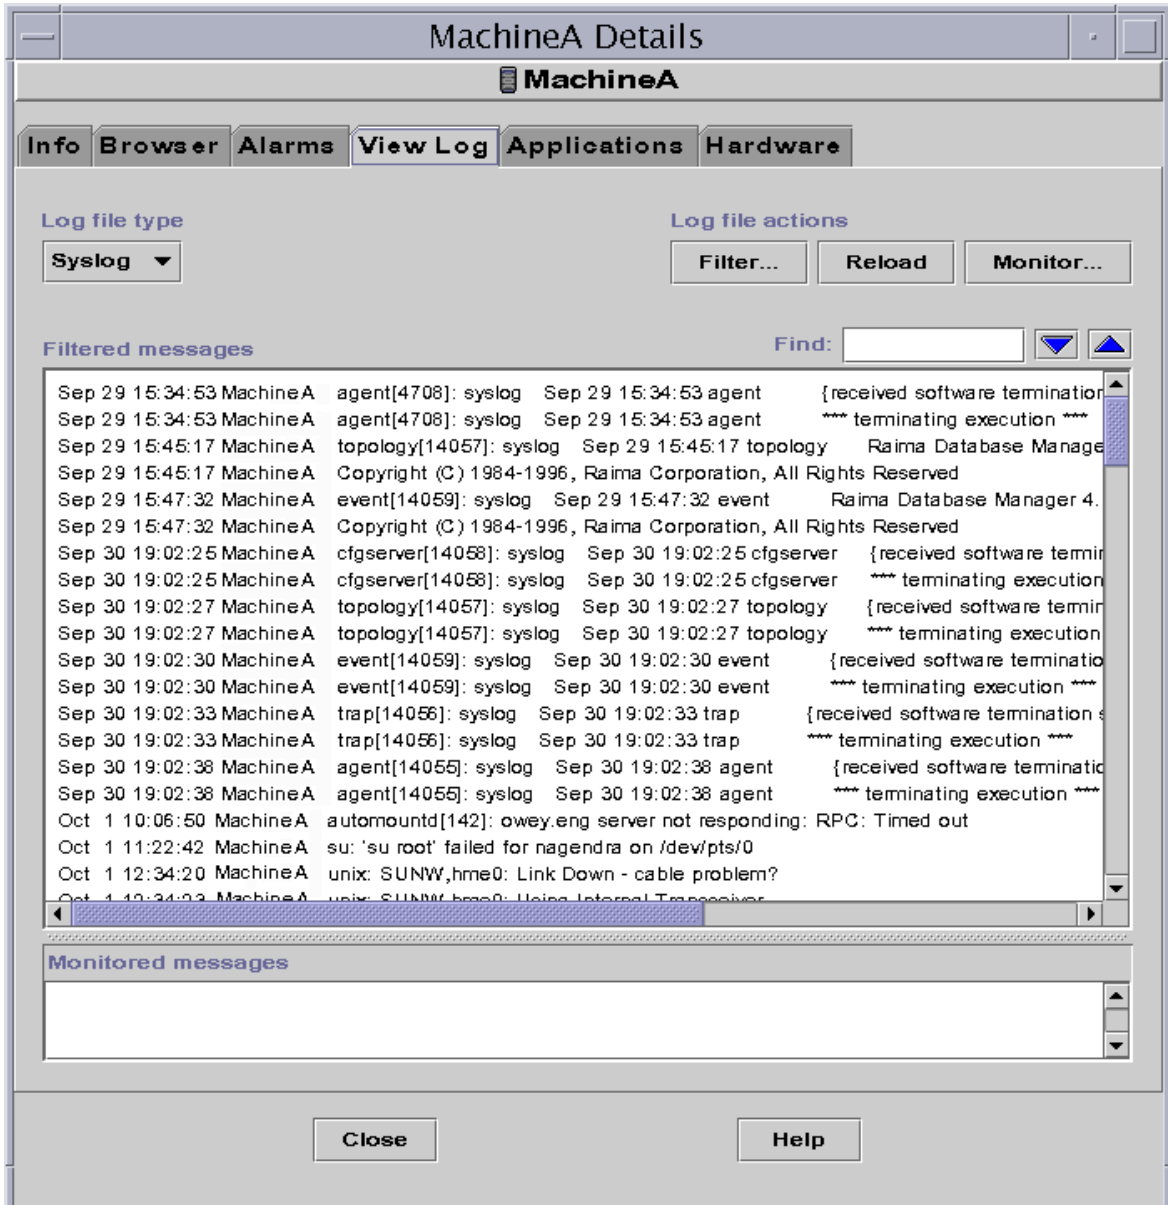 MachineA Details
MachineA
Info Browser Alarms View Log Applications Hardware
Log file type Log file actions
Syslog Filter... Reload Monitor...
Filtered messages Find:
Sep 29 15:34:53 MachineA agent[4708]: syslog Sep 29 15:34:53 agent {received software termination
Sep 29 15:34:53 MachineA agent[4708]: syslog Sep 29 15:34:53 agent *** terminating execution ***
Sep 29 15:45:17 MachineA topology[14057]: syslog Sep 29 15:45:17 topology Raima Database Manage
Sep 29 15:45:17 MachineA Copyright (C) 1984-1996, Raima Corporation, All Rights Reserved
Sep 29 15:47:32 MachineA event[14059]: syslog Sep 29 15:47:32 event Raima Database Manager 4.
Sep 29 15:47:32 MachineA Copyright (C) 1984-1996, Raima Corporation, All Rights Reserved
Sep 30 19:02:25 MachineA cfgserver[14058]: syslog Sep 30 19:02:25 cfgserver {received software termin
Sep 30 19:02:25 MachineA cfgserver[14058]: syslog Sep 30 19:02:25 cfgserver *** terminating execution
Sep 30 19:02:27 MachineA topology[14057]: syslog Sep 30 19:02:27 topology {received software termin
Sep 30 19:02:27 MachineA topology[14057]: syslog Sep 30 19:02:27 topology *** terminating execution
Sep 30 19:02:30 MachineA event[14059]: syslog Sep 30 19:02:30 event {received software terminatio
Sep 30 19:02:30 MachineA event[14059]: syslog Sep 30 19:02:30 event *** terminating execution ***
Sep 30 19:02:33 MachineA trap[14056]: syslog Sep 30 19:02:33 trap {received software termination s
Sep 30 19:02:33 MachineA trap[14056]: syslog Sep 30 19:02:33 trap *** terminating execution ***
Sep 30 19:02:38 MachineA agent[14055]: syslog Sep 30 19:02:38 agent {received software terminatio
Sep 30 19:02:38 MachineA agent[14055]: syslog Sep 30 19:02:38 agent *** terminating execution ***
Oct 1 10:06:50 MachineA automountd[142]: owey.eng server not responding: RPC: Timed out
Oct 1 11:22:42 MachineA su: 'su root' failed for nagendra on /dev/pts/0
Oct 1 12:34:20 MachineA unix: SUNW,hme0: Link Down - cable problem?
Oct 1 12:34:23 MachineA unix: SUNW,hme0: Using Internal Transceiver
Monitored messages
Close Help